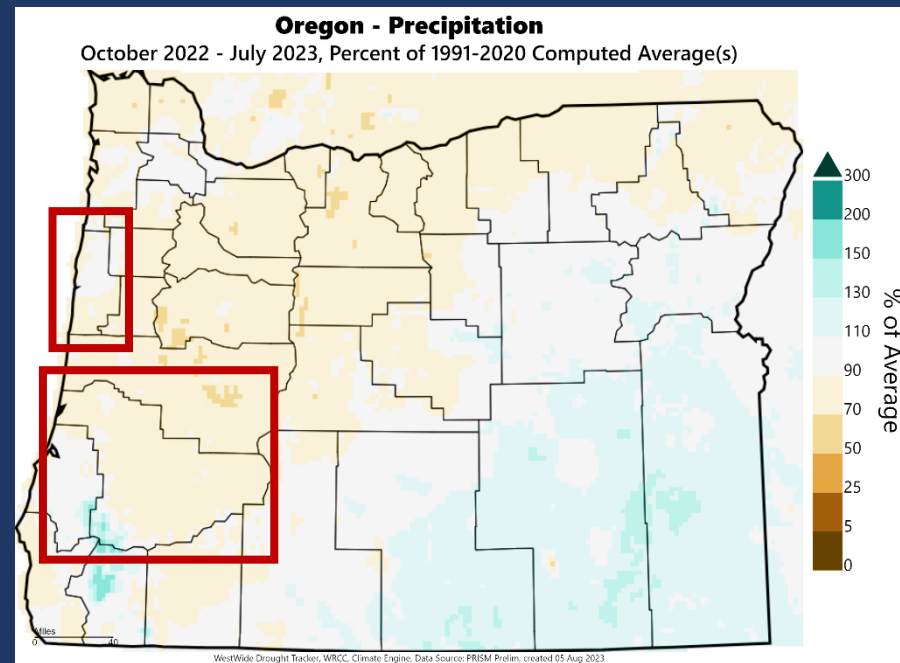 Oregon - Precipitation
October 2022 - July 2023, Percent of 1991-2020 Computed Average(s)
300
200
150
130
110
90
70
50
25
5
0
% of Average
Miles
0 40
WestWide Drought Tracker, WRCC, Climate Engine, Data Source: PRISM Prelim, created 05 Aug 2023